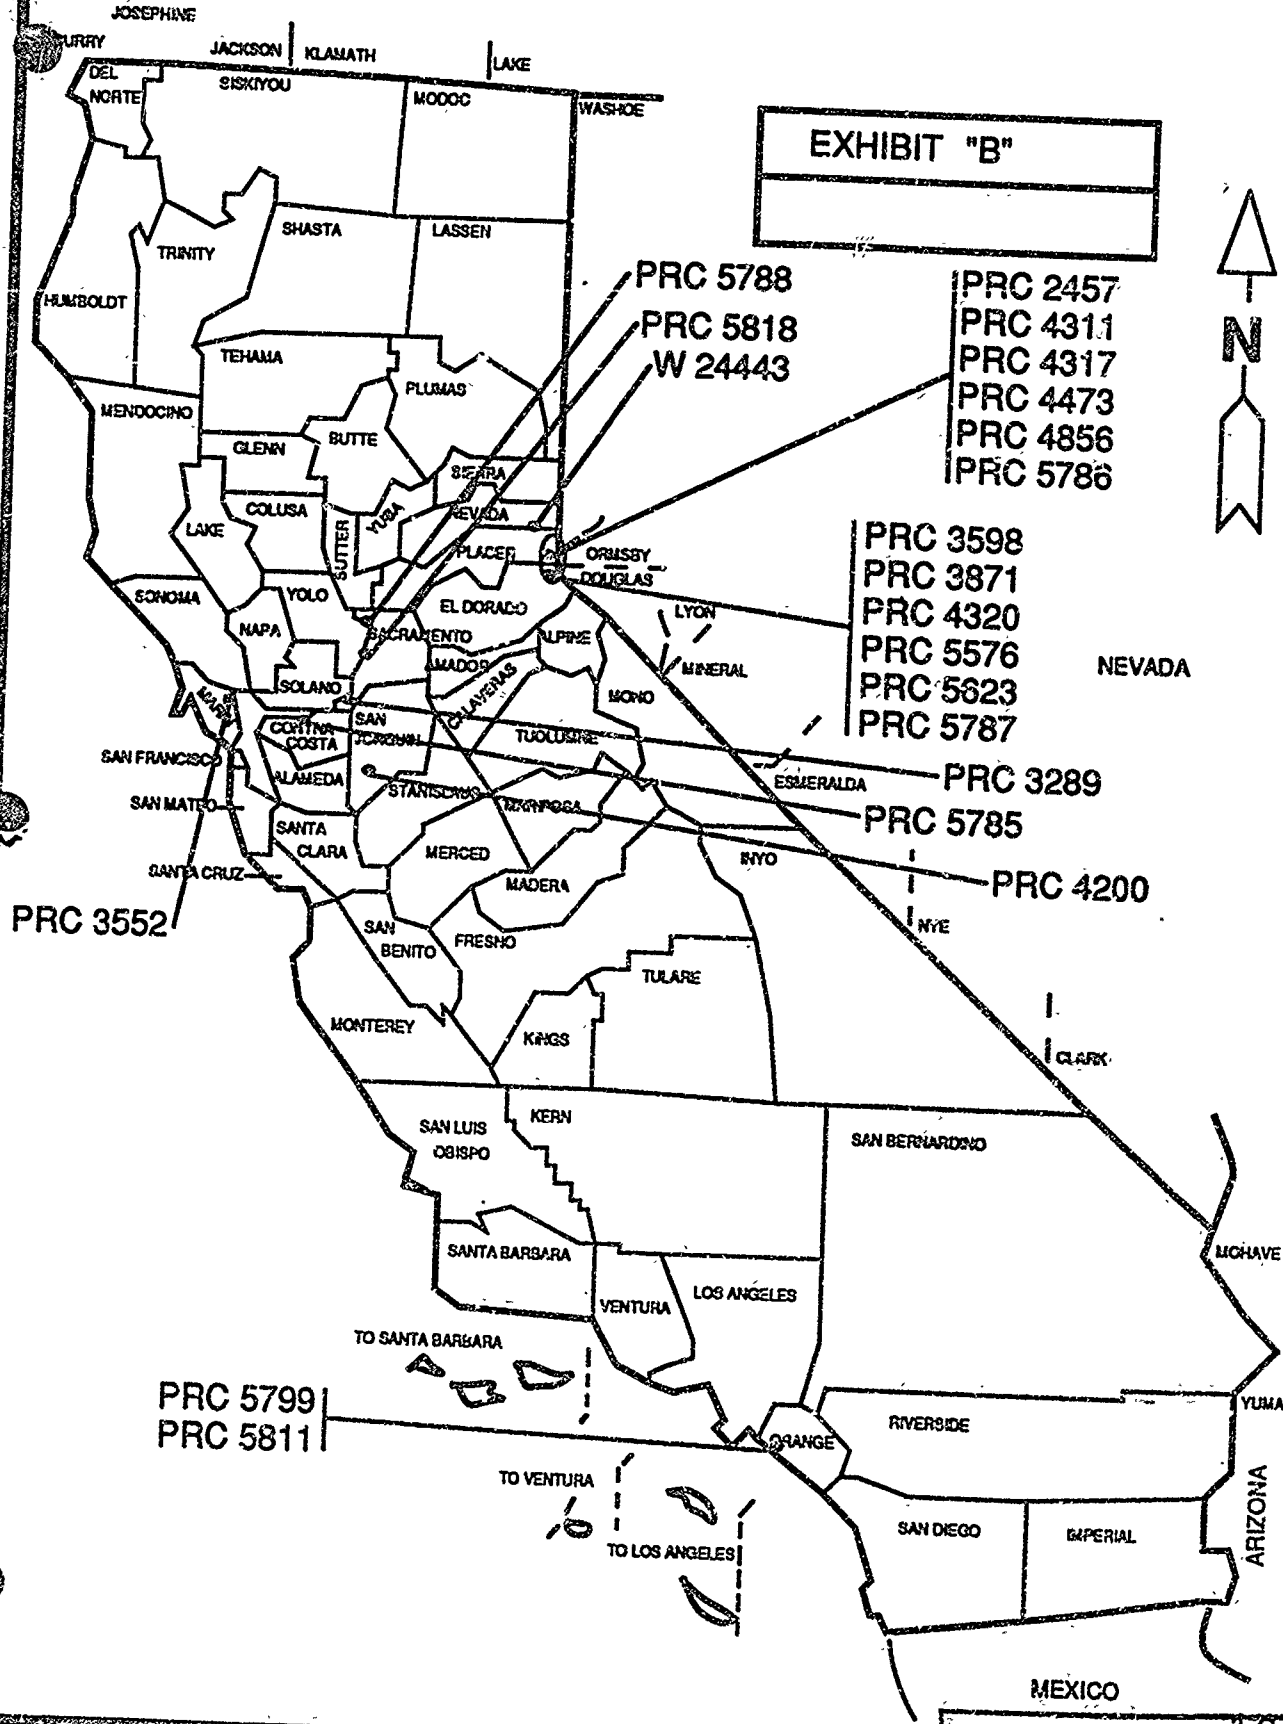 JOSEPHINE
CURRY
JACKSON
KLAMATH
LAKE
DEL
NORTE
SISKIYOU
MODOC
WASHOE
EXHIBIT "B"
SHASTA
LASSEN
TRINITY
HUMBOLDT
PRC 5788
PRC 5818
W 24443
PRC 2457
PRC 4311
PRC 4317
PRC 4473
PRC 4856
PRC 5786
N
TEHAMA
PLUMAS
MENDOCINO
BUTTE
GLENN
SIERRA
COLUSA
YUBA
NEVADA
LAKE
SUTTER
PLACER
ORMSBY
DOUGLAS
PRC 3598
PRC 3871
PRC 4320
PRC 5576
PRC 5623
PRC 5787
SONOMA
YOLO
EL DORADO
LYON
NAPA
SACRAMENTO
ALPINE
AMADOR
MINERAL
NEVADA
SOLANO
CALAVERAS
MONO
MARIN
CONTRA
COSTA
SAN
JOAQUIN
TUOLUMNE
SAN FRANCISCO
ALAMEDA
STANISLAUS
MARIPOSA
ESMERALDA
PRC 3289
SAN MATEO
SANTA
CLARA
MERCED
PRC 5785
INYO
SANTA CRUZ
MADERA
PRC 4200
PRC 3552
SAN
BENITO
FRESNO
NYE
TULARE
MONTEREY
KINGS
CLARK
SAN LUIS
OBISPO
KERN
SAN BERNARDINO
SANTA BARBARA
MOHAVE
VENTURA
LOS ANGELES
TO SANTA BARBARA
PRC 5799
PRC 5811
ORANGE
RIVERSIDE
YUMA
TO VENTURA
TO LOS ANGELES
SAN DIEGO
IMPERIAL
ARIZONA
MEXICO